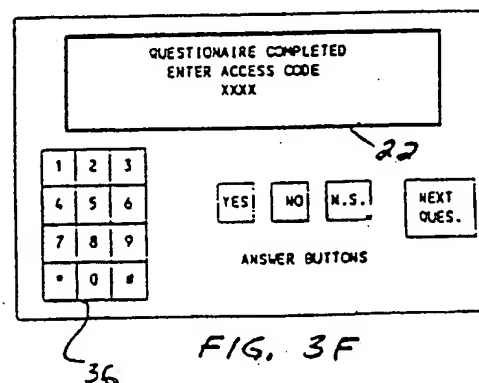 QUESTIONAIRE COMPLETED
ENTER ACCESS CODE
XXXX
22
1 2 3
4 5 6
7 8 9
* 0 #
YES NO N.S. NEXT QUES.
ANSWER BUTTONS
36
FIG. 3F